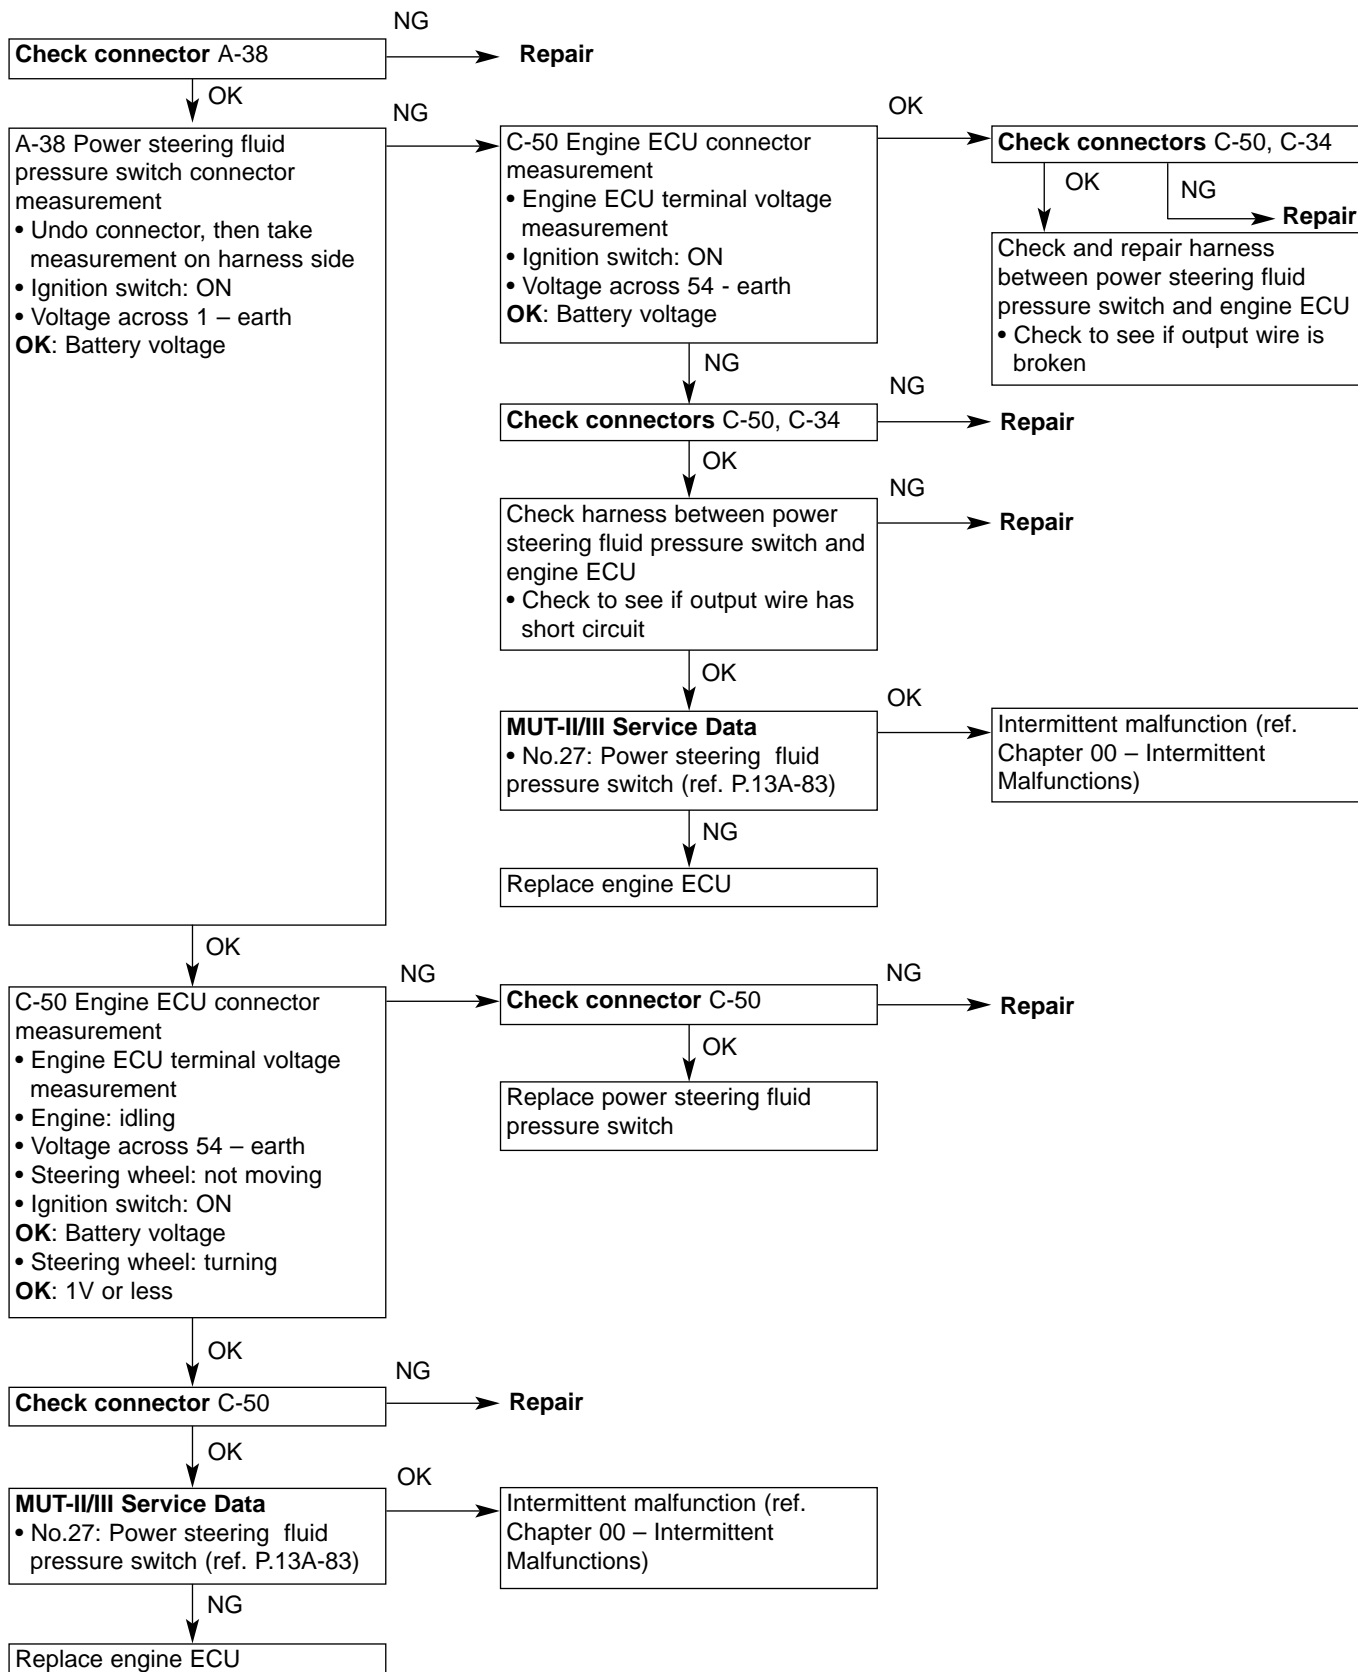 NG
Check connector A-38
Repair
OK
NG
A-38 Power steering fluid
pressure switch connector
measurement
• Undo connector, then take
measurement on harness side
• Ignition switch: ON
• Voltage across 1 – earth
OK: Battery voltage
C-50 Engine ECU connector
measurement
• Engine ECU terminal voltage
measurement
• Ignition switch: ON
• Voltage across 54 - earth
OK: Battery voltage
OK
Check connectors C-50, C-34
OK
NG
Repair
Check and repair harness
between power steering fluid
pressure switch and engine ECU
• Check to see if output wire is
broken
NG
Check connectors C-50, C-34
NG
Repair
OK
Check harness between power
steering fluid pressure switch and
engine ECU
• Check to see if output wire has
short circuit
NG
Repair
OK
MUT-II/III Service Data
• No.27: Power steering fluid
pressure switch (ref. P.13A-83)
OK
Intermittent malfunction (ref.
Chapter 00 – Intermittent
Malfunctions)
NG
Replace engine ECU
OK
C-50 Engine ECU connector
measurement
• Engine ECU terminal voltage
measurement
• Engine: idling
• Voltage across 54 – earth
• Steering wheel: not moving
• Ignition switch: ON
OK: Battery voltage
• Steering wheel: turning
OK: 1V or less
NG
Check connector C-50
NG
Repair
OK
Replace power steering fluid
pressure switch
OK
Check connector C-50
NG
Repair
OK
MUT-II/III Service Data
• No.27: Power steering fluid
pressure switch (ref. P.13A-83)
OK
Intermittent malfunction (ref.
Chapter 00 – Intermittent
Malfunctions)
NG
Replace engine ECU